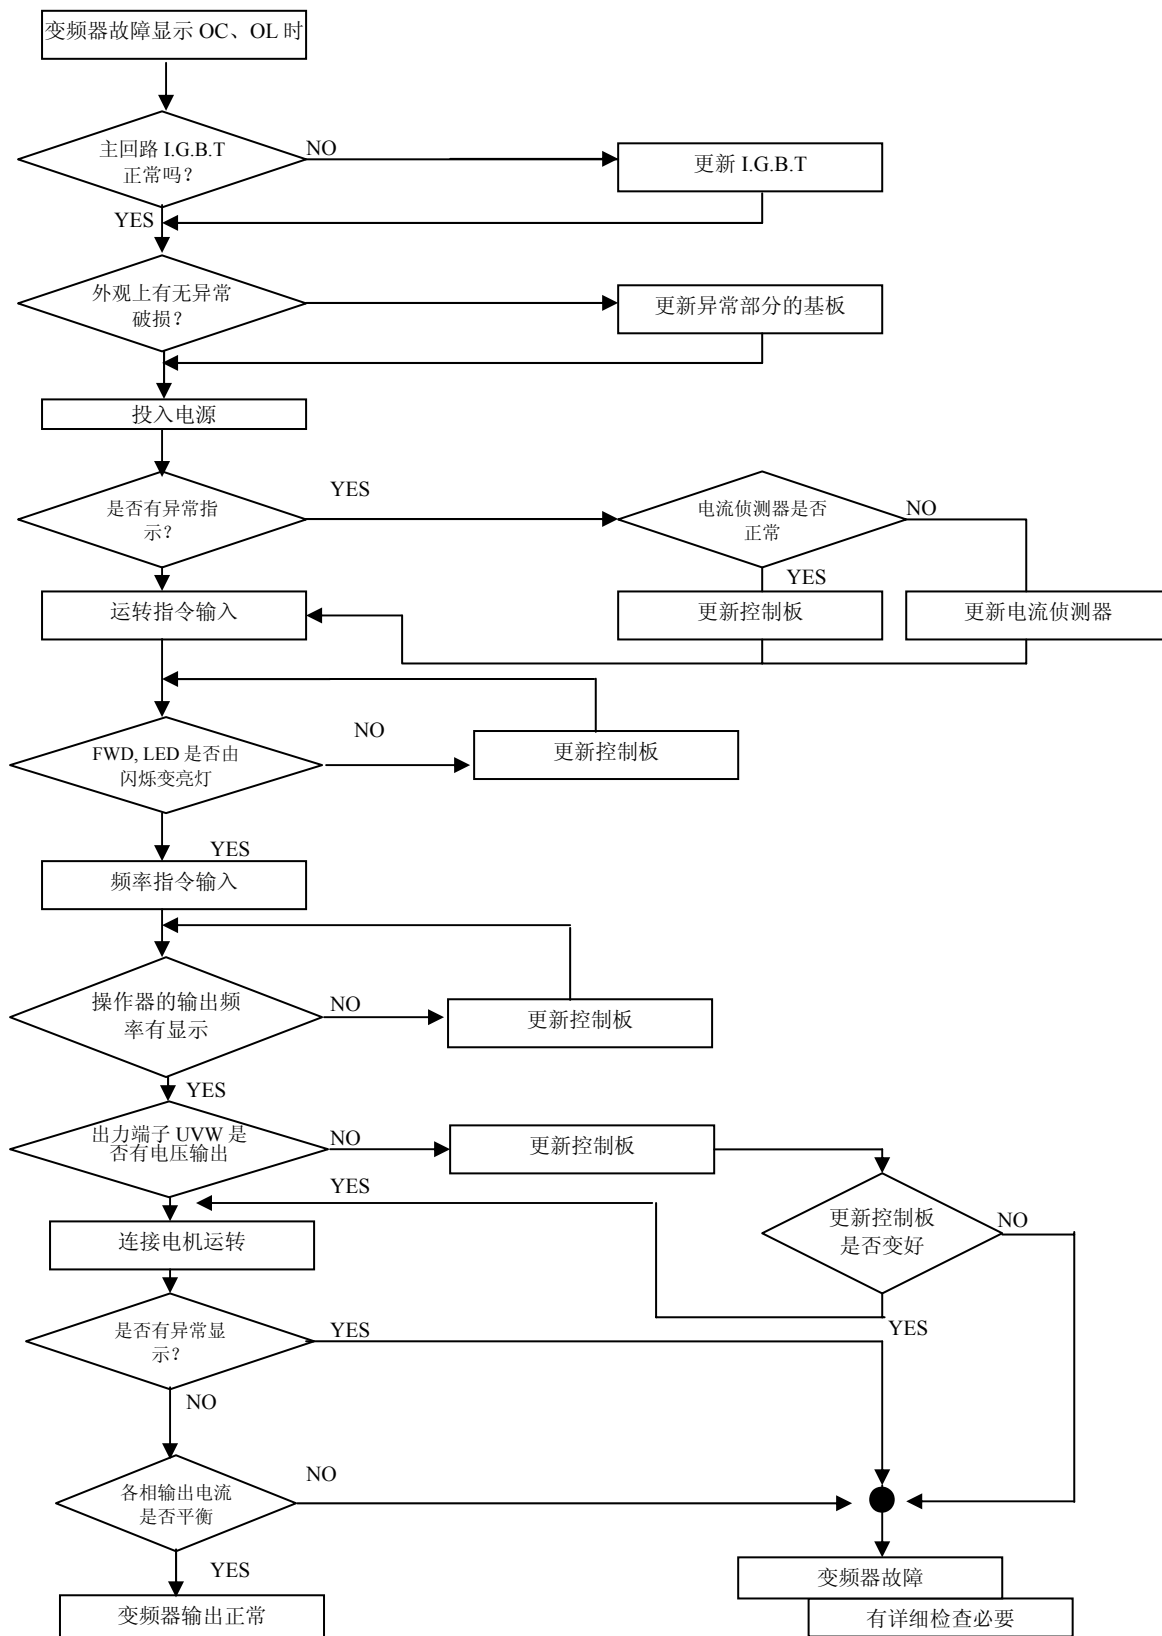 变频器故障显示 OC、OL 时
主回路 I.G.B.T
正常吗？
NO
更新 I.G.B.T
YES
外观上有无异常
破损？
更新异常部分的基板
投入电源
是否有异常指
示？
YES
电流侦测器是否
正常
NO
YES
运转指令输入
更新控制板
更新电流侦测器
FWD, LED 是否由
闪烁变亮灯
NO
更新控制板
YES
频率指令输入
操作器的输出频
率有显示
NO
更新控制板
YES
出力端子 UVW 是
否有电压输出
NO
更新控制板
YES
更新控制板
是否变好
NO
连接电机运转
YES
是否有异常显
示？
YES
NO
各相输出电流
是否平衡
NO
YES
变频器故障
变频器输出正常
有详细检查必要